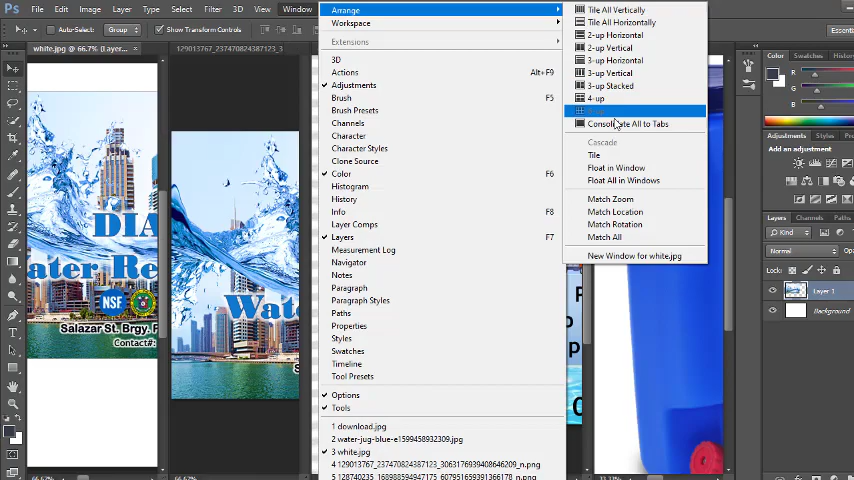 Ps File Edit Image Layer Type Select Filter 3D View Window
Auto-Select: Show Transform Controls
white.jpg @ 66.7% (Layer... ×
129013767_237470824387123_3
Arrange
Workspace
Extensions
3D
Actions Alt+F9
Adjustments
Brush F5
Brush Presets
Channels
Character
Character Styles
Clone Source
Color F6
Histogram
History
Info F8
Layer Comps
Layers F7
Measurement Log
Navigator
Notes
Paragraph
Paragraph Styles
Paths
Properties
Styles
Swatches
Timeline
Tool Presets
Options
Tools
1 download.jpg
2 water-jug-blue-e1599458932309.jpg
3 white.jpg
4 129013767_237470824387123_3063176939408646209_n.png
Tile All Vertically
Tile All Horizontally
2-up Horizontal
2-up Vertical
3-up Horizontal
3-up Vertical
3-up Stacked
4-up
Consolidate All to Tabs
Cascade
Tile
Float in Window
Float All in Windows
Match Zoom
Match Location
Match Rotation
Match All
New Window for white.jpg
Essenti
Color Swatches
R
G
B
Adjustments Styles
Add an adjustment
Layers Channels Paths
Kind
Normal Opa
Lock:
Layer 1
Background
DIA
ater Re
NSF
Salazar St. Brgy. P
Contact#:
Wat
66.67%
66.67%
33.33%